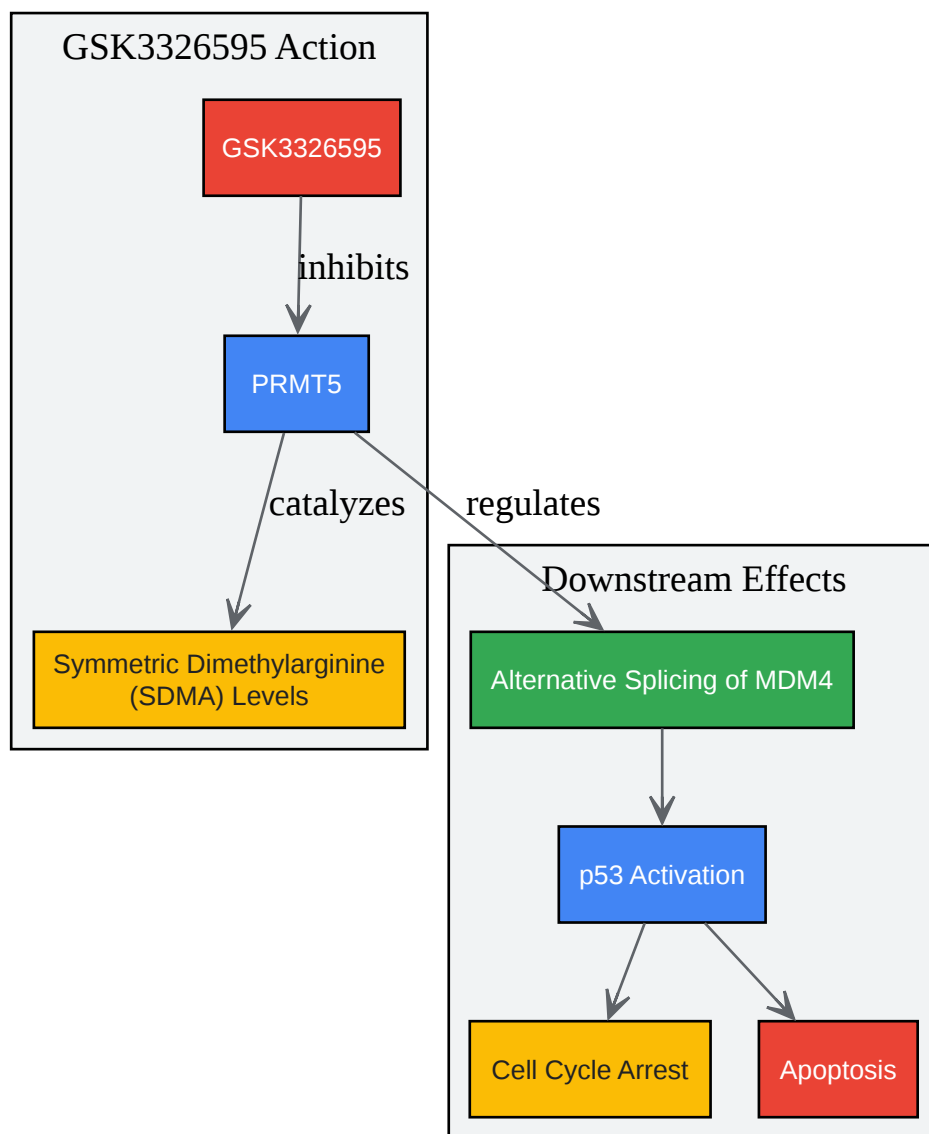 GSK3326595 Action
GSK3326595
inhibits
PRMT5
catalyzes
regulates
Downstream Effects
Symmetric Dimethylarginine
(SDMA) Levels
Alternative Splicing of MDM4
p53 Activation
Cell Cycle Arrest
Apoptosis